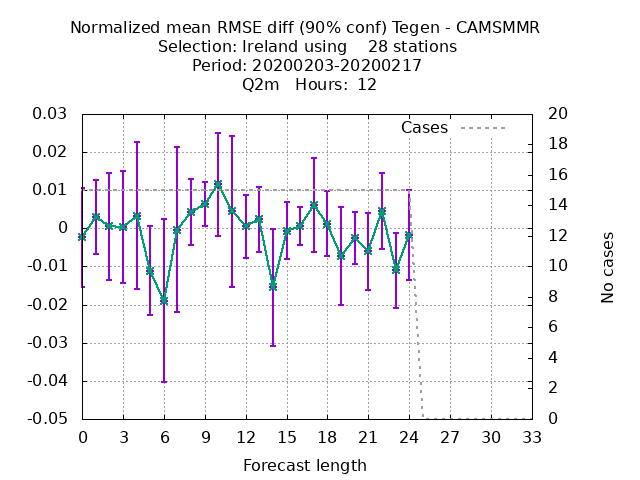 Normalized mean RMSE diff (90% conf) Tegen - CAMSMMR
Selection: Ireland using 28 stations
Period: 20200203-20200217
Q2m Hours: 12
Cases
0.03
0.02
0.01
0
-0.01
-0.02
-0.03
-0.04
-0.05
20
18
16
14
12
10
8
6
4
2
0
No cases
0 3 6 9 12 15 18 21 24 27 30 33
Forecast length